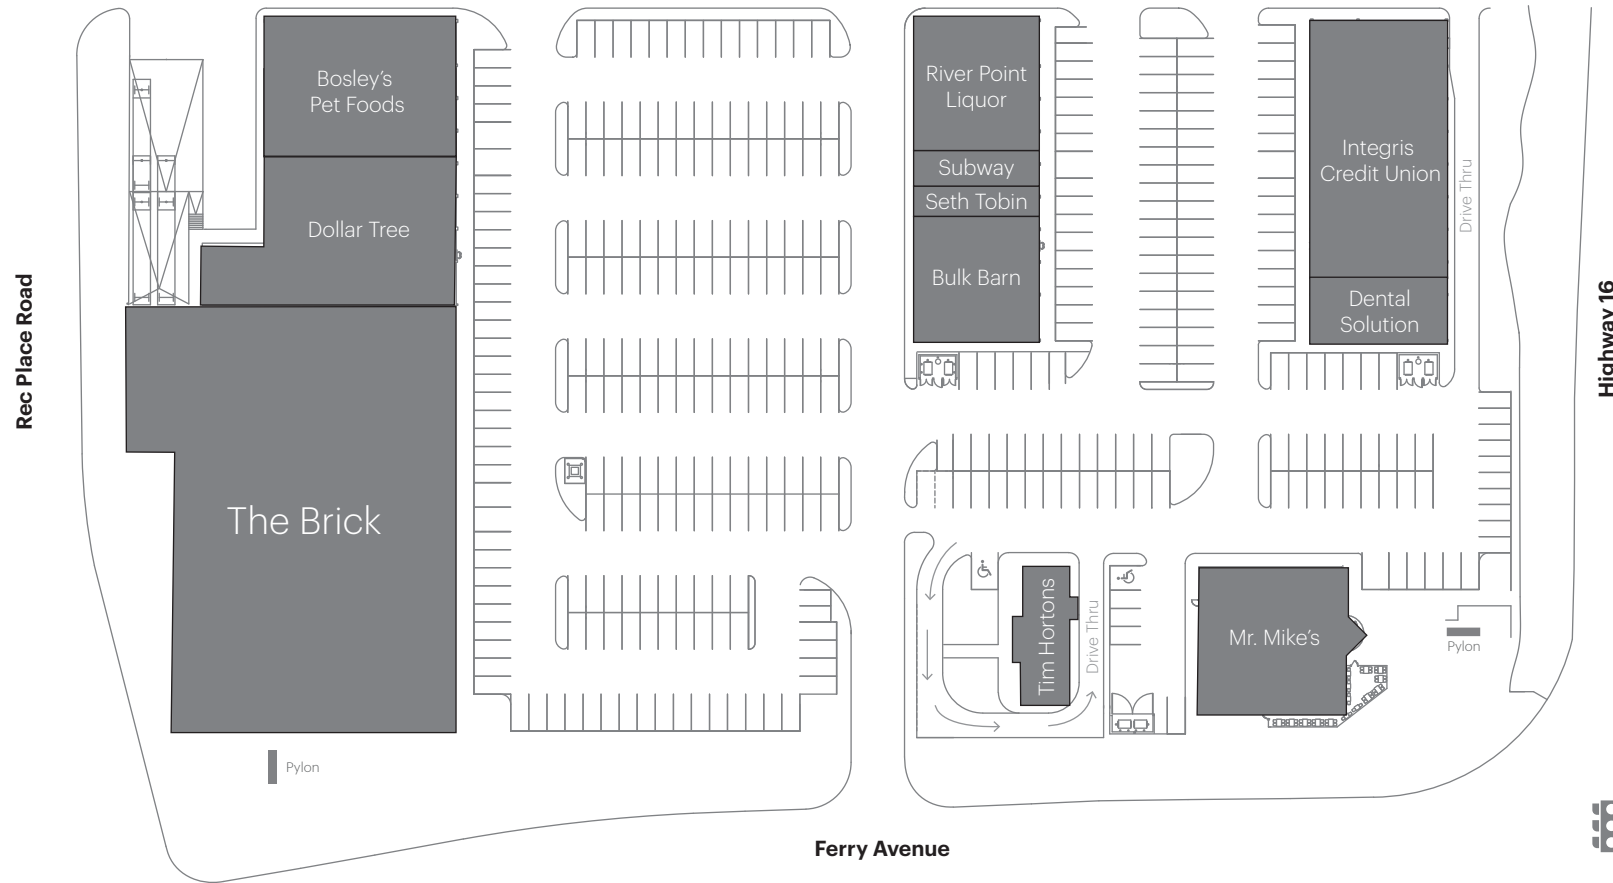 Bosley's
Pet Foods
Dollar Tree
The Brick
Pylon
Rec Place Road
River Point
Liquor
Subway
Seth Tobin
Bulk Barn
Integris
Credit Union
Drive Thru
Dental
Solution
Highway 16
Tim Hortons
Drive Thru
Mr. Mike's
Pylon
Ferry Avenue